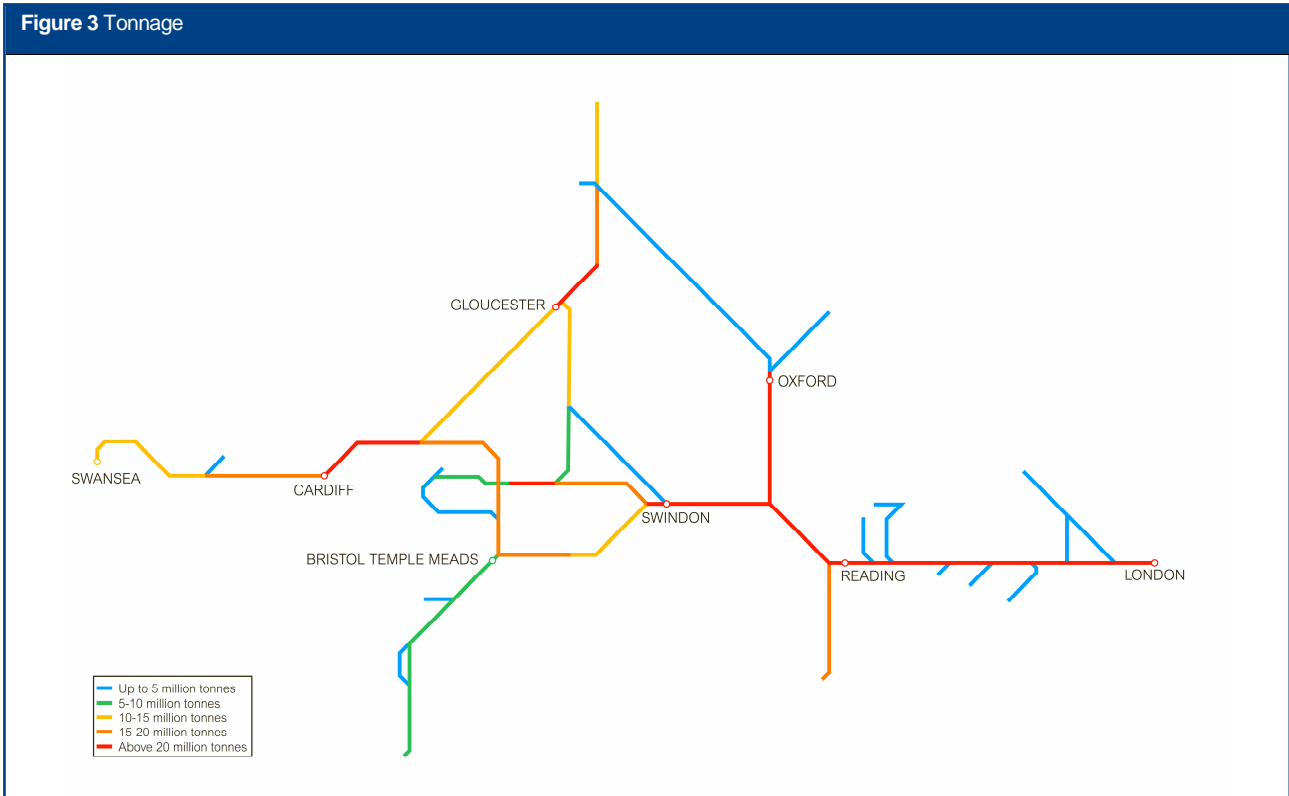 Figure 3 Tonnage
GLOUCESTER
OXFORD
SWANSEA
CARDIFF
SWINDON
BRISTOL TEMPLE MEADS
READING
LONDON
Up to 5 million tonnes
5-10 million tonnes
10-15 million tonnes
15-20 million tonnes
Above 20 million tonnes